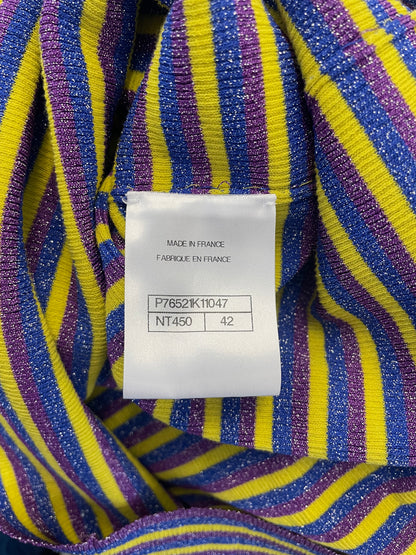 MADE IN FRANCE
FABRIQUE EN FRANCE
P76521K11047
NT450 42